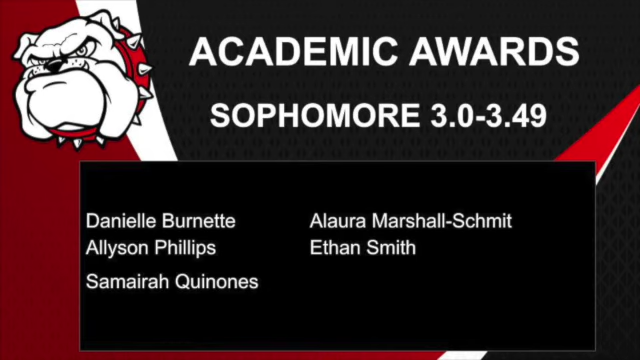 ACADEMIC AWARDS
SOPHOMORE 3.0-3.49
Danielle Burnette
Allyson Phillips
Samairah Quinones
Alaura Marshall-Schmit
Ethan Smith